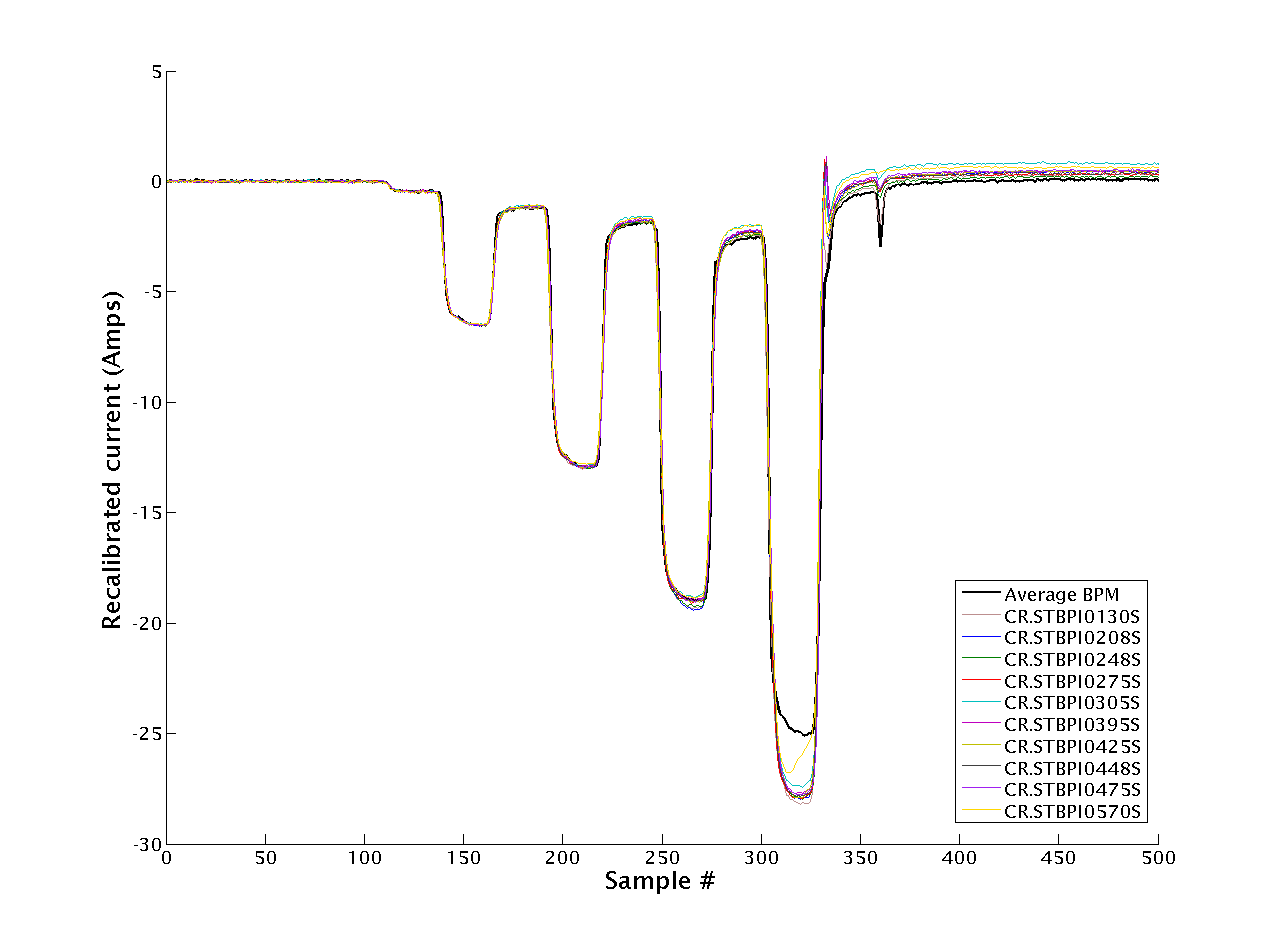 5
0
-5
-10
-15
-20
-25
-30
Recalibrated current (Amps)
0 50 100 150 200 250 300 350 400 450 500
Sample #
Average BPM
CR.STBPI0130S
CR.STBPI0208S
CR.STBPI0248S
CR.STBPI0275S
CR.STBPI0305S
CR.STBPI0395S
CR.STBPI0425S
CR.STBPI0448S
CR.STBPI0475S
CR.STBPI0570S